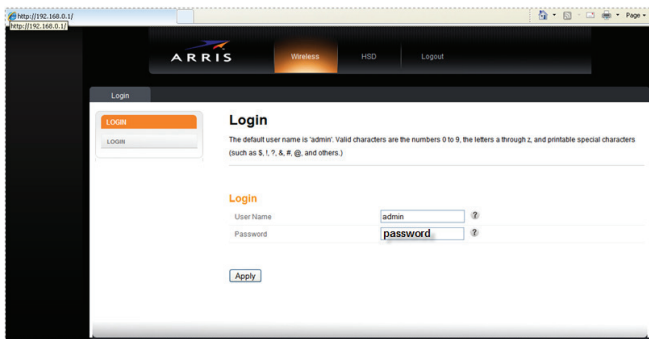 http://192.168.0.1/
Page
http://192.168.0.1/
ARRIS
Wireless HSD Logout
Login
LOGIN
LOGIN
Login
The default user name is 'admin'. Valid characters are the numbers 0 to 9, the letters a through z, and printable special characters
(such as $, !, ?, &, #, @, and others.)
Login
User Name admin ?
Password password ?
Apply